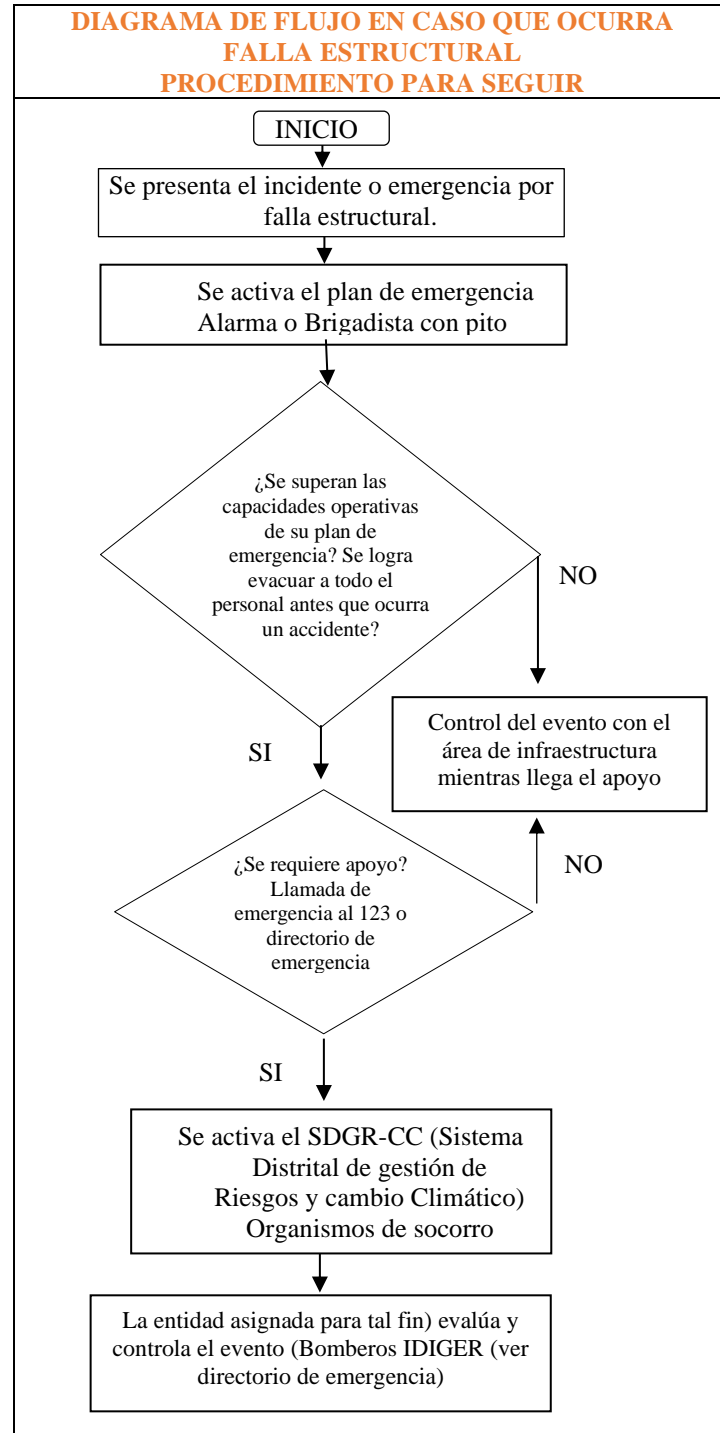 DIAGRAMA DE FLUJO EN CASO QUE OCURRA
FALLA ESTRUCTURAL
PROCEDIMIENTO PARA SEGUIR
INICIO
Se presenta el incidente o emergencia por
falla estructural.
Se activa el plan de emergencia
Alarma o Brigadista con pito
¿Se superan las
capacidades operativas
de su plan de
emergencia? Se logra
evacuar a todo el
personal antes que ocurra
un accidente?
NO
Control del evento con el
área de infraestructura
mientras llega el apoyo
SI
¿Se requiere apoyo?
Llamada de
emergencia al 123 o
directorio de
emergencia
NO
SI
Se activa el SDGR-CC (Sistema
Distrital de gestión de
Riesgos y cambio Climático)
Organismos de socorro
La entidad asignada para tal fin) evalúa y
controla el evento (Bomberos IDIGER (ver
directorio de emergencia)